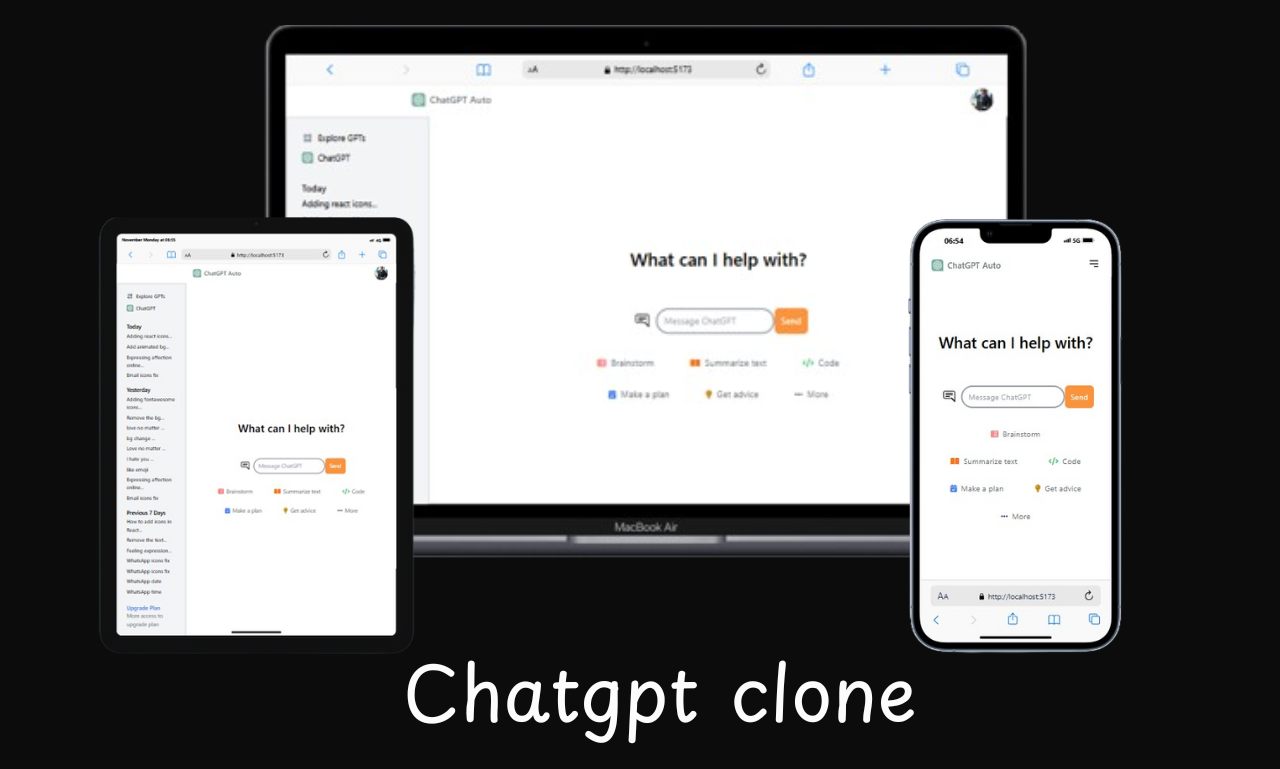 AA
http://localhost:5173
ChatGPT Auto
Explore GPTs
ChatGPT
Today
Adding react icons...
What can I help with?
Message ChatGPT
Send
Brainstorm
Summarize text
Code
Make a plan
Get advice
More
MacBook Air
November Monday at 06:55
5G
AA
http://localhost:5173
ChatGPT Auto
Explore GPTs
ChatGPT
Today
Adding react icons...
Add animated bg...
Expressing affection
online...
Email icons fix
Yesterday
Adding fontawesome
icons...
Remove the bg...
love no matter ...
bg change ...
Love no matter ...
I hate you ...
like emoji
Expressing affection
online...
Email icons fix
Previous 7 Days
How to add icons in
React...
Remove the text...
Feeling expression...
WhatsApp icons fix
WhatsApp icons fix
WhatsApp date
WhatsApp time
Upgrade Plan
More access to
upgrade plan
What can I help with?
Message ChatGPT
Send
Brainstorm
Summarize text
Code
Make a plan
Get advice
More
06:54
5G
ChatGPT Auto
What can I help with?
Message ChatGPT
Send
Brainstorm
Summarize text
Code
Make a plan
Get advice
More
AA
http://localhost:5173
Chatgpt clone